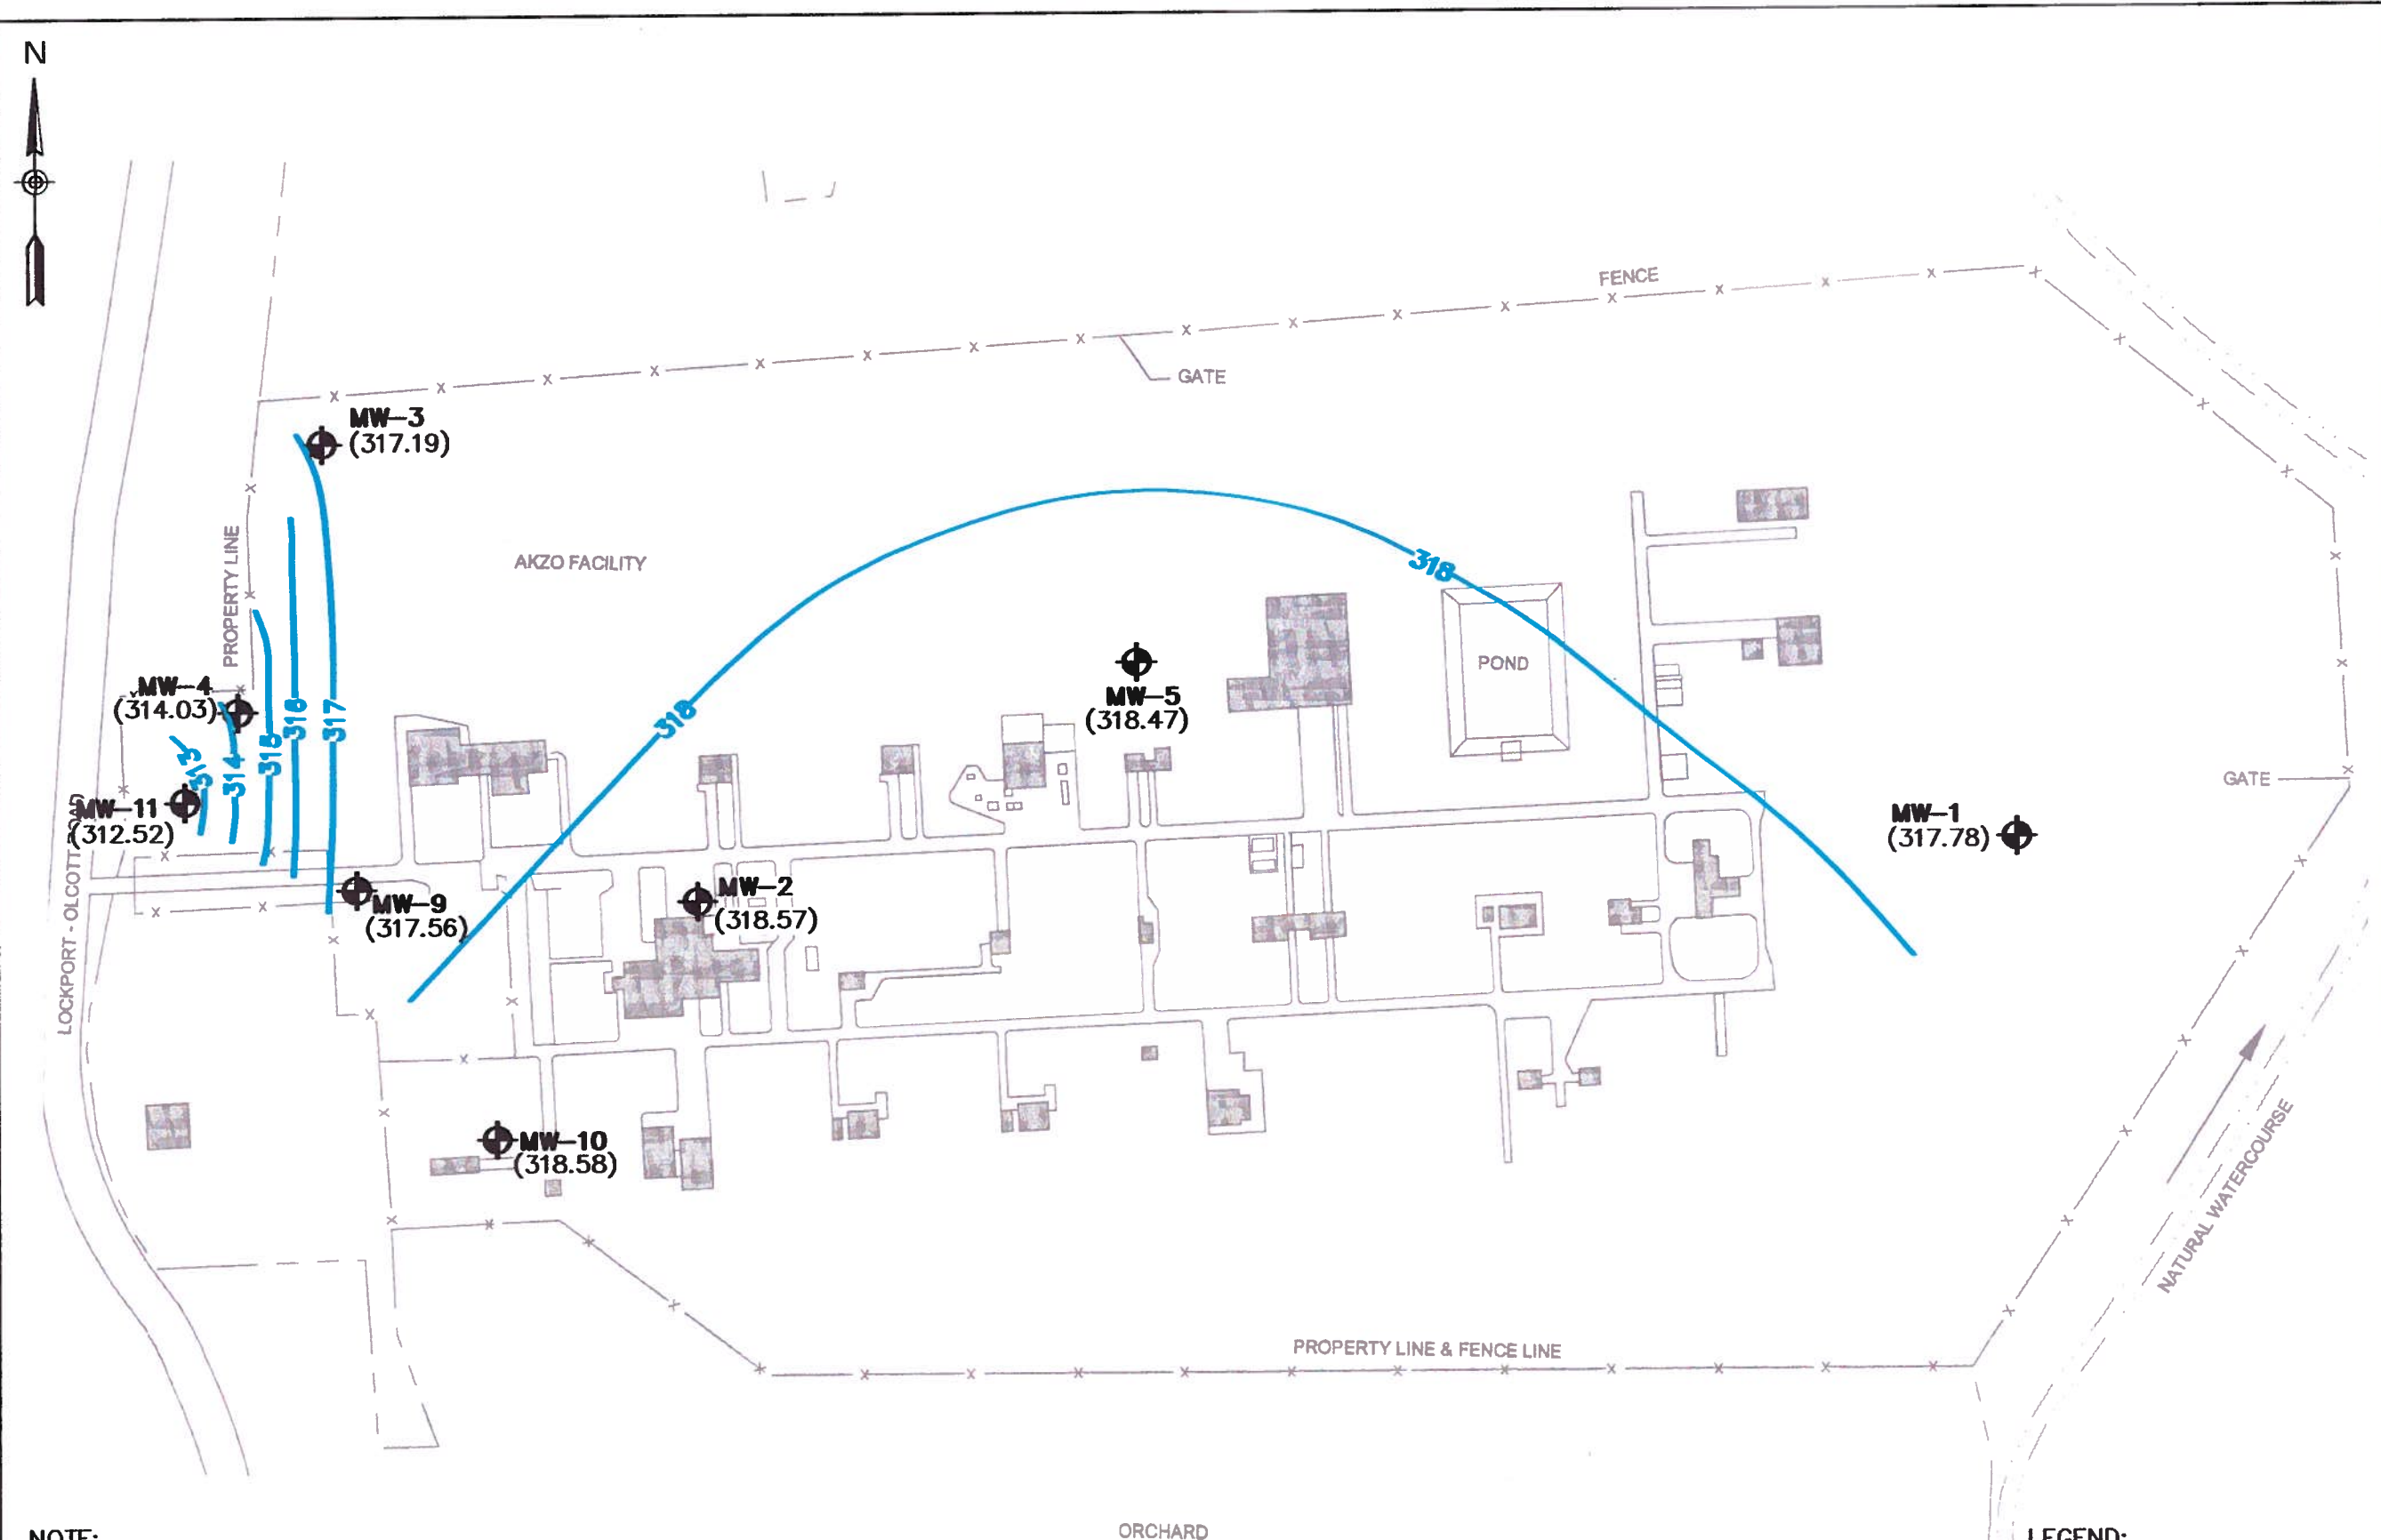 N
FENCE
GATE
MW-3
(317.19)
PROPERTY LINE
AKZO FACILITY
318
POND
MW-4
(314.03)
MW-5
(318.47)
318
313
314
315
316
317
GATE
MW-1
(317.78)
MW-11
(312.52)
MW-9
(317.56)
MW-2
(318.57)
LOCKPORT - OLCOTT ROAD
MW-10
(318.58)
NATURAL WATERCOURSE
PROPERTY LINE & FENCE LINE
NOTE:
ORCHARD
LEGEND: